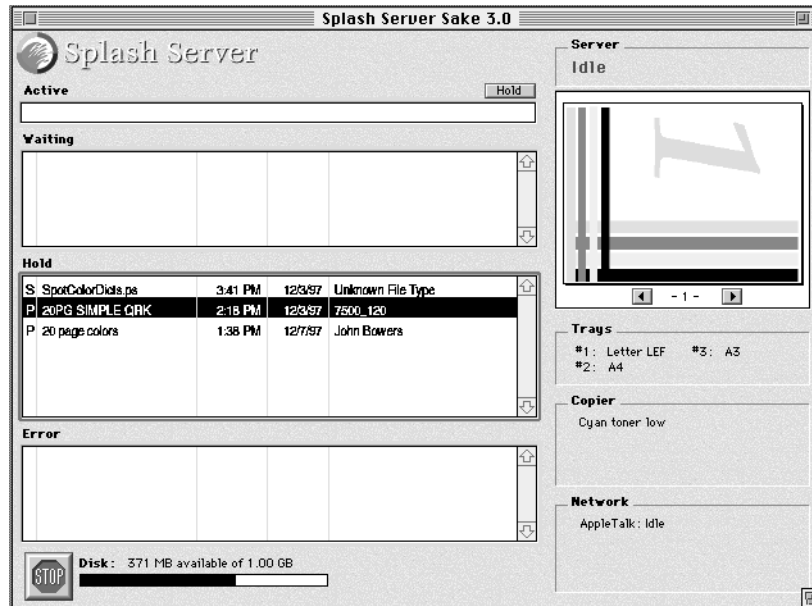 Splash Server Sake 3.0
Splash Server
Active
Hold
Waiting
Hold
S SpotColorDicts.ps 3:41 PM 12/3/97 Unknown File Type
P 20PG SIMPLE QRK 2:18 PM 12/3/97 7500_120
P 20 page colors 1:38 PM 12/7/97 John Bowers
Error
STOP
Disk: 371 MB available of 1.00 GB
Server
Idle
1
- 1 -
Trays
#1: Letter LEF #3: A3
#2: A4
Copier
Cyan toner low
Network
AppleTalk: Idle